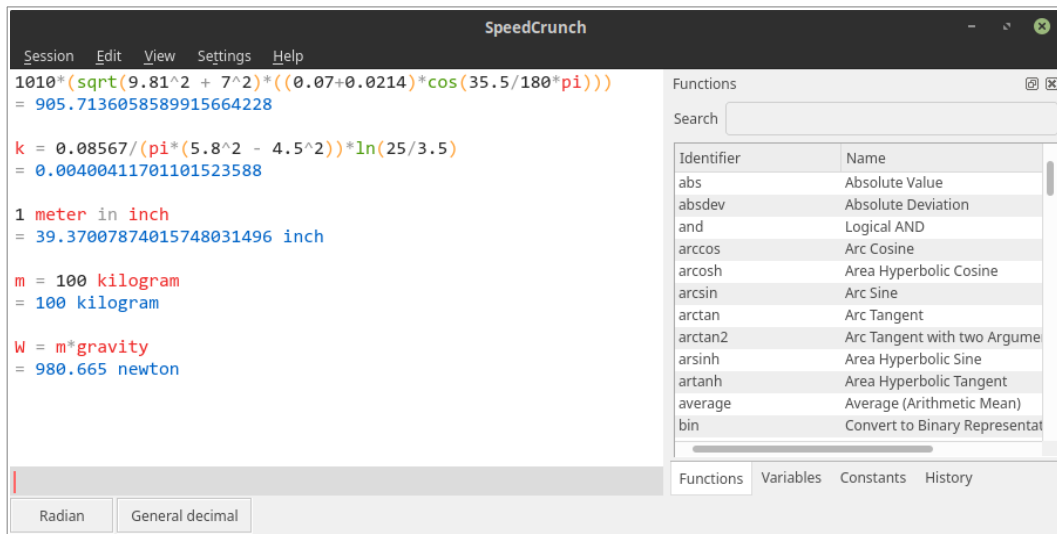 SpeedCrunch
Session Edit View Settings Help
1010*(sqrt(9.81^2 + 7^2)*((0.07+0.0214)*cos(35.5/180*pi)))
= 905.7136058589915664228
k = 0.08567/(pi*(5.8^2 - 4.5^2))*ln(25/3.5)
= 0.00400411701101523588
1 meter in inch
= 39.37007874015748031496 inch
m = 100 kilogram
= 100 kilogram
W = m*gravity
= 980.665 newton
Radian General decimal
Functions
Search
Identifier Name
abs Absolute Value
absdev Absolute Deviation
and Logical AND
arccos Arc Cosine
arcosh Area Hyperbolic Cosine
arcsin Arc Sine
arctan Arc Tangent
arctan2 Arc Tangent with two Argume
arsinh Area Hyperbolic Sine
artanh Area Hyperbolic Tangent
average Average (Arithmetic Mean)
bin Convert to Binary Representat
Functions Variables Constants History